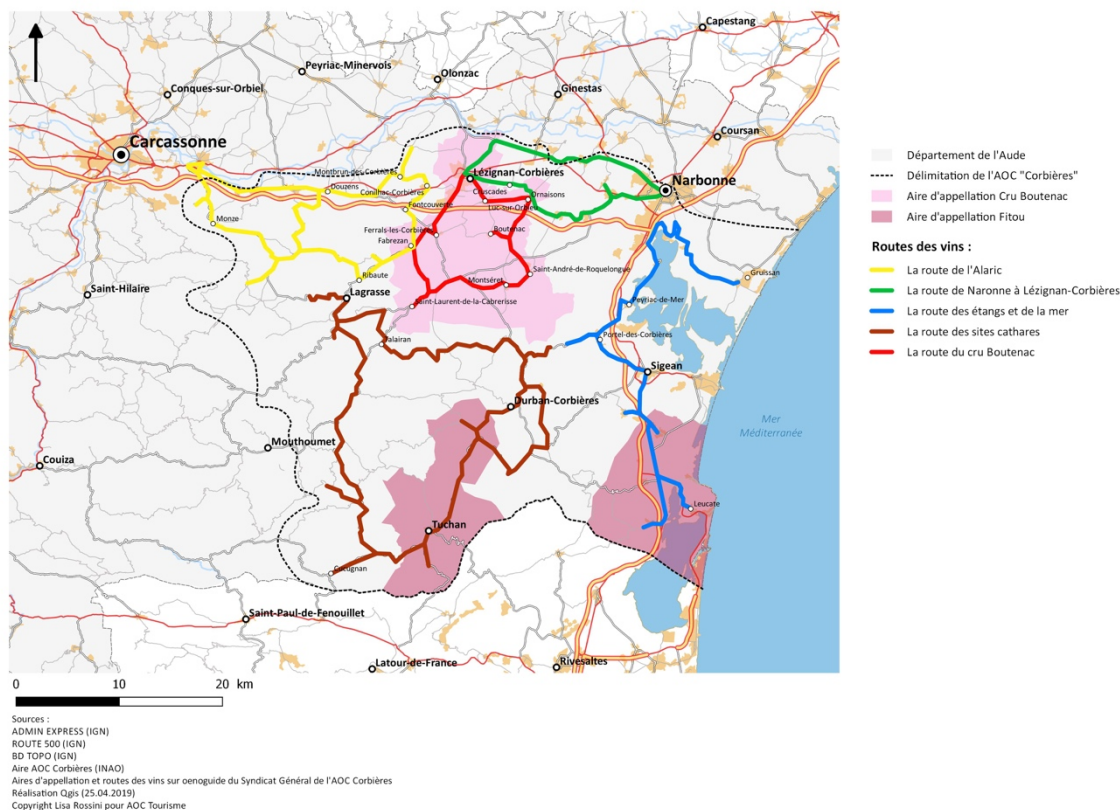 Capestang
Peyriac-Minervois
Olonzac
Conques-sur-Orbiel
Ginestas
Coursan
Carcassonne
Montbrun-des-Corbières
Lézignan-Corbières
Douzens
Conilhac-Corbières
Cruscades
Ornaisons
Narbonne
Luc-sur-Orbieu
Fontcouverte
Monze
Ferrals-les-Corbières
Boutenac
Fabrezan
Saint-André-de-Roquelongue
Gruissan
Ribaute
Montséret
Saint-Hilaire
Lagrasse
Saint-Laurent-de-la-Cabrerisse
Peyriac-de-Mer
Talairan
Portel-des-Corbières
Sigean
Durban-Corbières
Mer
Méditerranée
Mouthoumet
Couiza
Leucate
Tuchan
Cucugnan
Saint-Paul-de-Fenouillet
Latour-de-France
Rivesaltes
Département de l'Aude
Délimitation de l'AOC "Corbières"
Aire d'appellation Cru Boutenac
Aire d'appellation Fitou
Routes des vins :
La route de l'Alaric
La route de Naronne à Lézignan-Corbières
La route des étangs et de la mer
La route des sites cathares
La route du cru Boutenac
0 10 20 km
Sources :
ADMIN EXPRESS (IGN)
ROUTE 500 (IGN)
BD TOPO (IGN)
Aire AOC Corbières (INAO)
Aires d'appellation et routes des vins sur oenoguide du Syndicat Général de l'AOC Corbières
Réalisation Qgis (25.04.2019)
Copyright Lisa Rossini pour AOC Tourisme